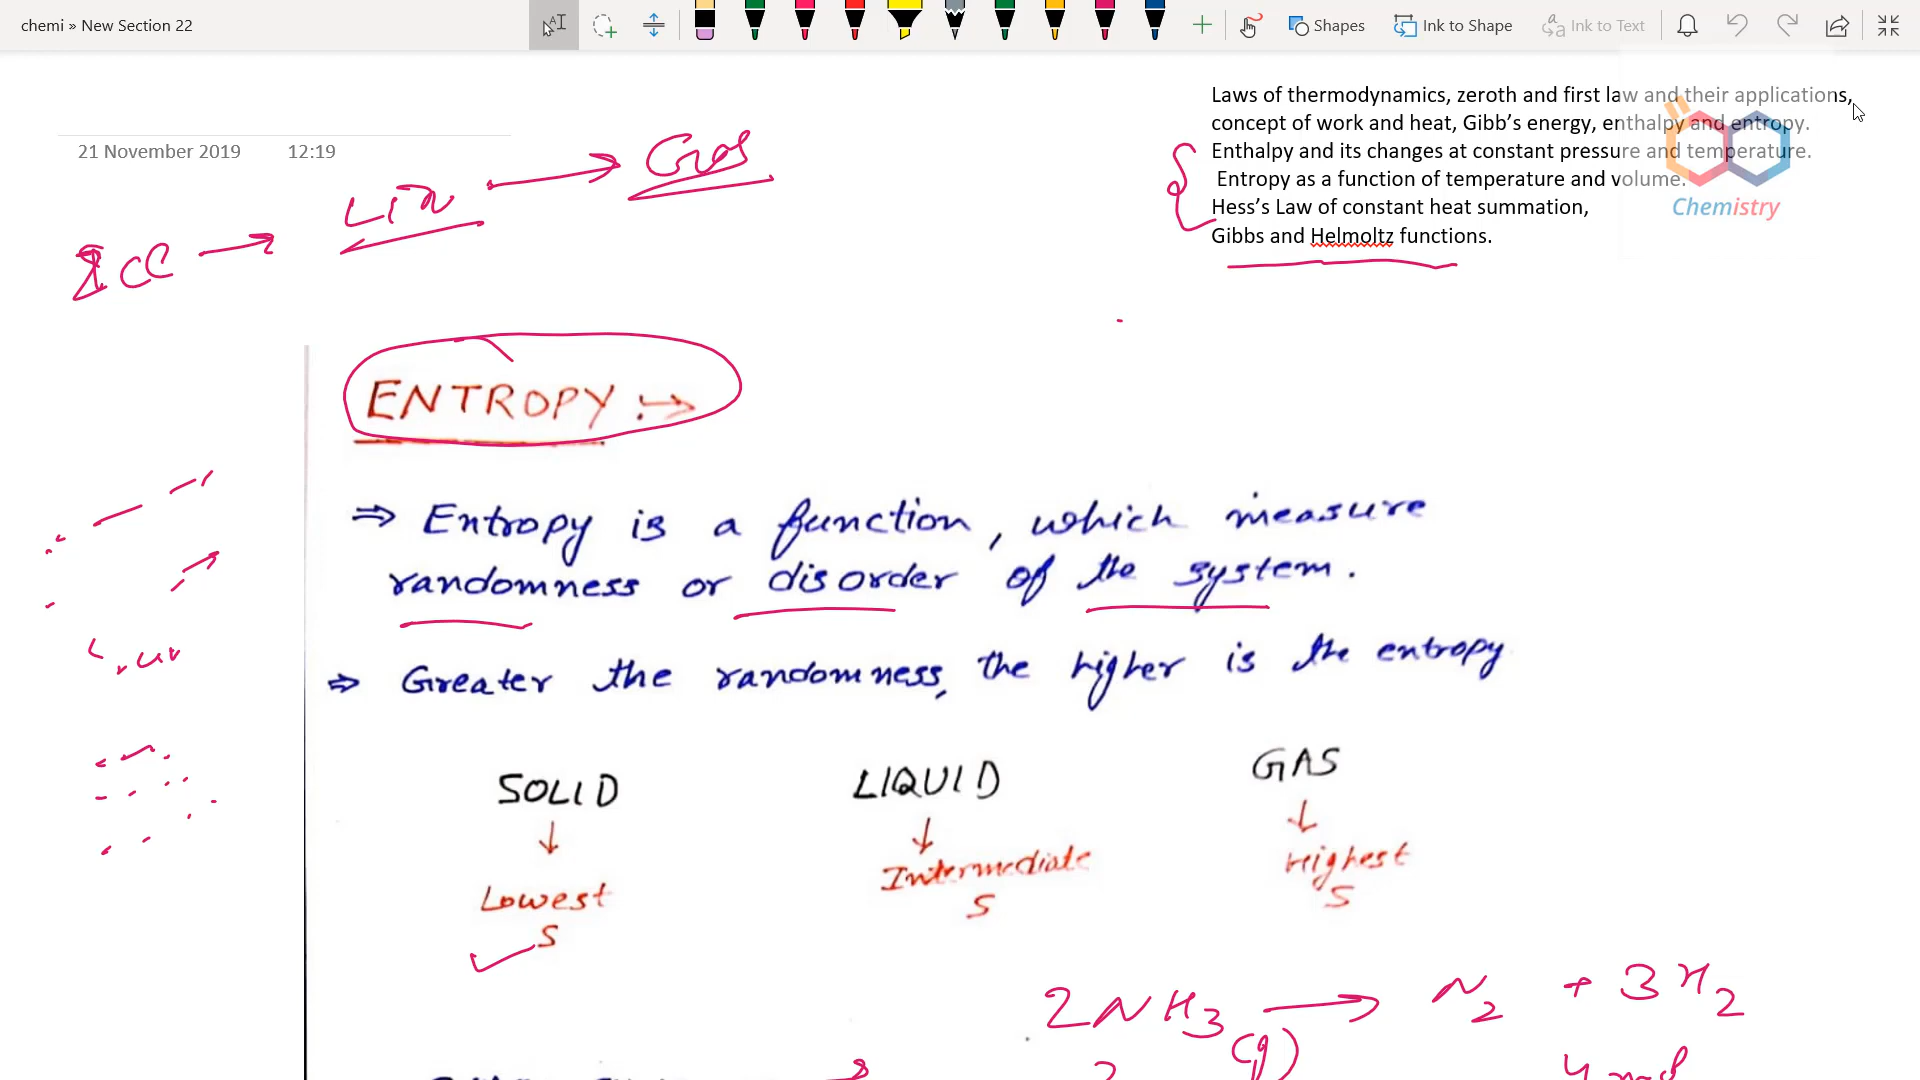 chemi » New Section 22
Shapes
Ink to Shape
Ink to Text
Laws of thermodynamics, zeroth and first law and their applications,
concept of work and heat, Gibb's energy, enthalpy and entropy.
Enthalpy and its changes at constant pressure and temperature.
Entropy as a function of temperature and volume.
Hess's Law of constant heat summation,
Gibbs and Helmoltz functions.
Chemistry
21 November 2019 12:19
Gas
ENTROPY :→
⇒ Entropy is a function, which measure
randomness or disorder of the system.
⇒ Greater the randomness, the higher is the entropy
SOLID LIQUID GAS
↓ ↓ ↓
Lowest Intermediate Highest
S S S
2NH3 → N2 + 3H2
(g)
2 4 mol